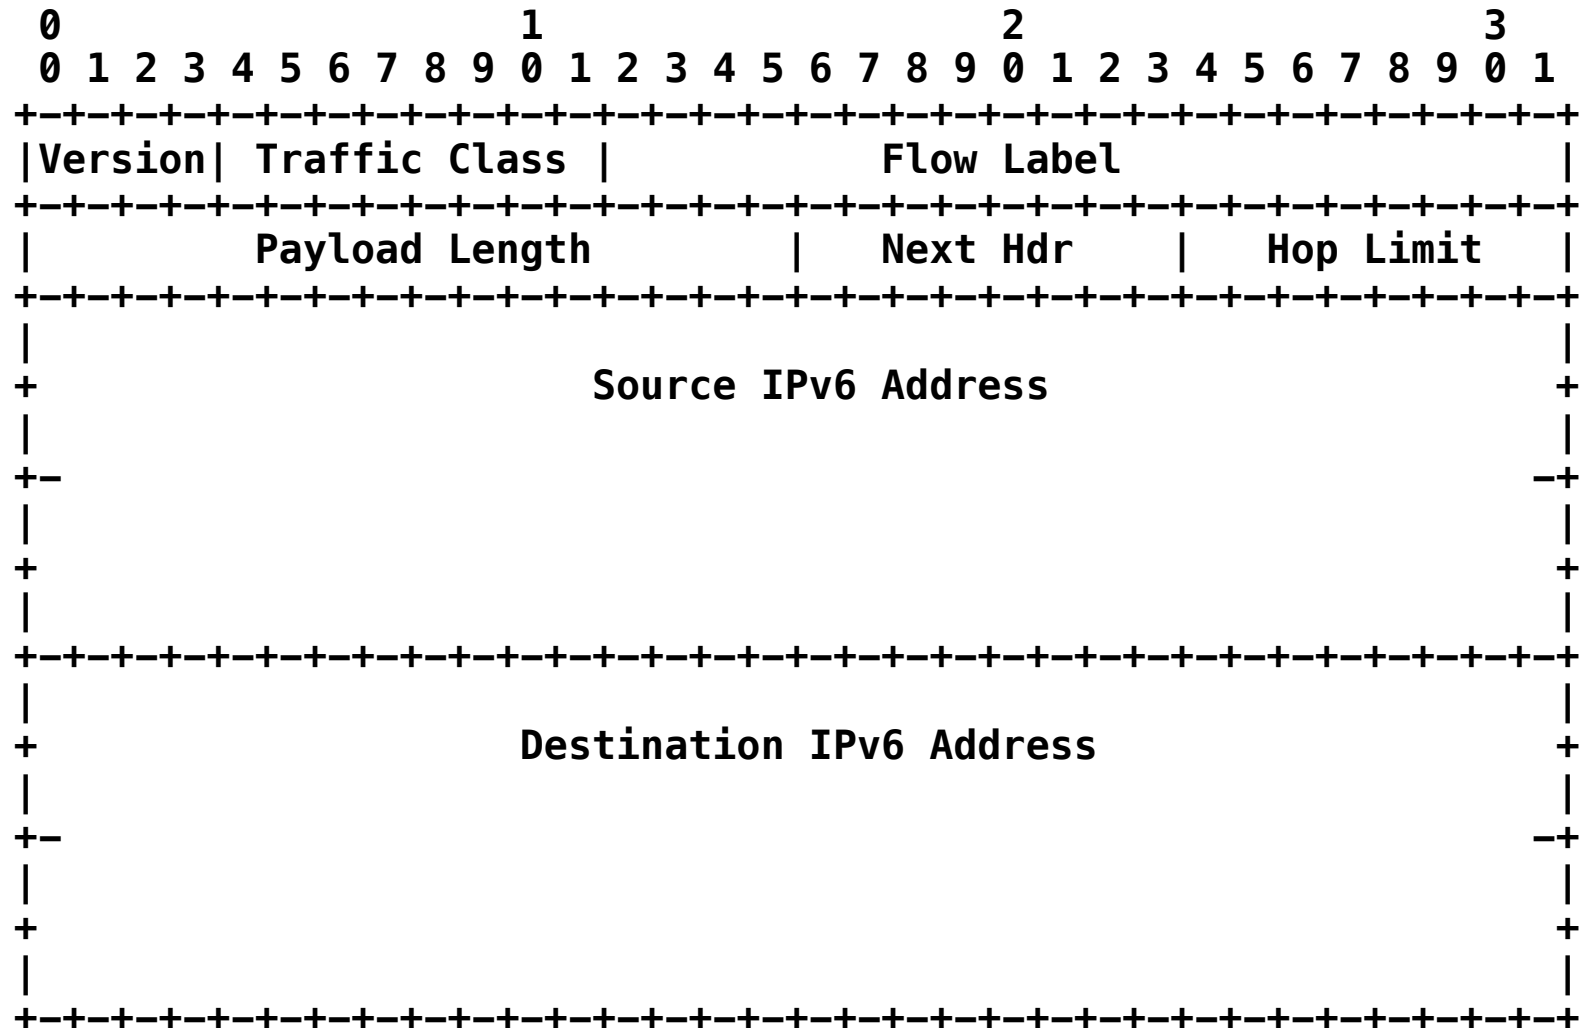 0                   1                   2                   3
 0 1 2 3 4 5 6 7 8 9 0 1 2 3 4 5 6 7 8 9 0 1 2 3 4 5 6 7 8 9 0 1
+-+-+-+-+-+-+-+-+-+-+-+-+-+-+-+-+-+-+-+-+-+-+-+-+-+-+-+-+-+-+-+-+
|Version| Traffic Class |           Flow Label                  |
+-+-+-+-+-+-+-+-+-+-+-+-+-+-+-+-+-+-+-+-+-+-+-+-+-+-+-+-+-+-+-+-+
|         Payload Length        |   Next Hdr    |   Hop Limit   |
+-+-+-+-+-+-+-+-+-+-+-+-+-+-+-+-+-+-+-+-+-+-+-+-+-+-+-+-+-+-+-+-+
|                                                               |
+                       Source IPv6 Address                     +
|                                                               |
+-                                                             -+
|                                                               |
+                                                               +
|                                                               |
+-+-+-+-+-+-+-+-+-+-+-+-+-+-+-+-+-+-+-+-+-+-+-+-+-+-+-+-+-+-+-+-+
|                                                               |
+                    Destination IPv6 Address                   +
|                                                               |
+-                                                             -+
|                                                               |
+                                                               +
|                                                               |
+-+-+-+-+-+-+-+-+-+-+-+-+-+-+-+-+-+-+-+-+-+-+-+-+-+-+-+-+-+-+-+-+